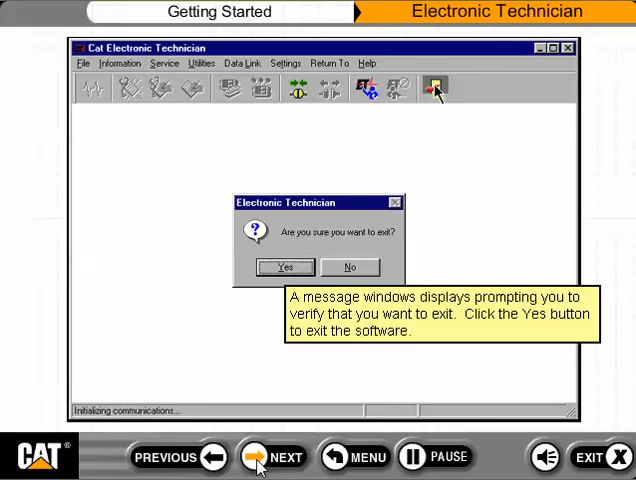 Getting Started
Electronic Technician
Cat Electronic Technician
File Information Service Utilities Data Link Settings Return To Help
Electronic Technician
Are you sure you want to exit?
Yes No
A message windows displays prompting you to
verify that you want to exit. Click the Yes button
to exit the software.
Initializing communications...
CAT® PREVIOUS NEXT MENU PAUSE EXIT X